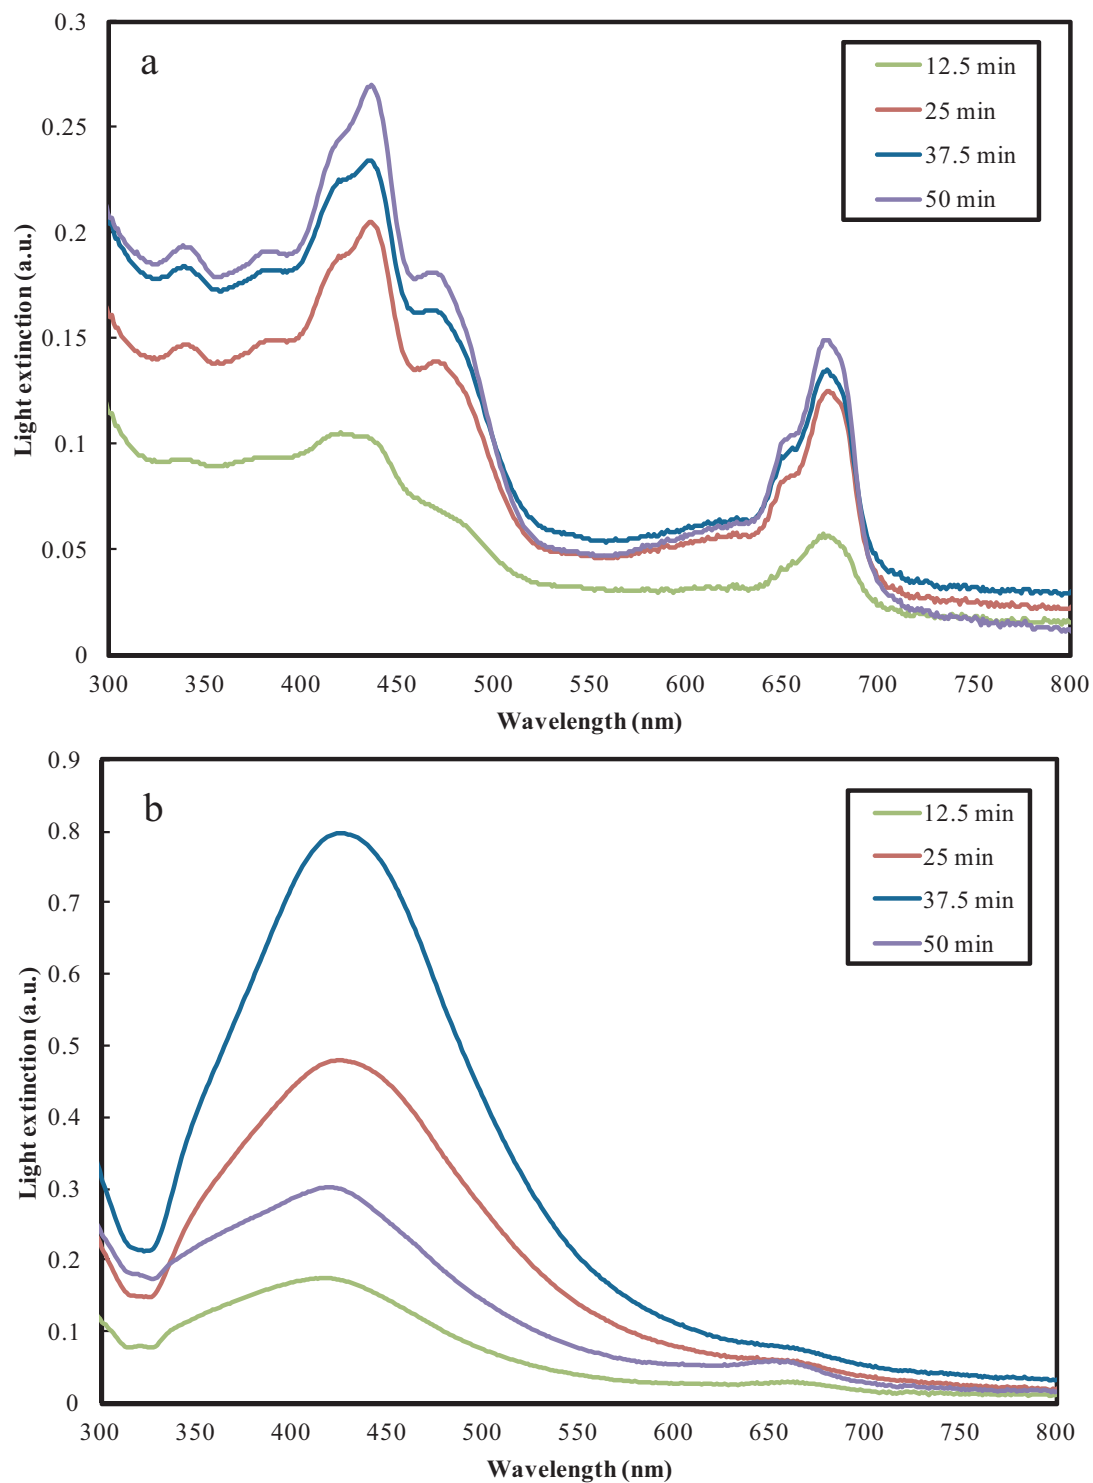 a
0.3
0.25
0.2
0.15
0.1
0.05
0
Light extinction (a.u.)
12.5 min
25 min
37.5 min
50 min
300 350 400 450 500 550 600 650 700 750 800
Wavelength (nm)
b
0.9
0.8
0.7
0.6
0.5
0.4
0.3
0.2
0.1
0
Light extinction (a.u.)
12.5 min
25 min
37.5 min
50 min
300 350 400 450 500 550 600 650 700 750 800
Wavelength (nm)